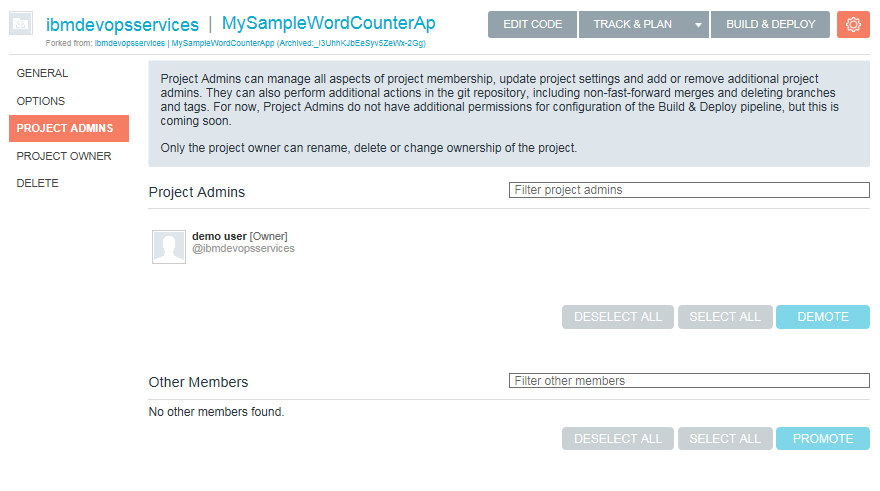 ibmdevopsservices | MySampleWordCounterAp
EDIT CODE
TRACK & PLAN
BUILD & DEPLOY
Forked from: ibmdevopsservices | MySampleWordCounterApp (Archived:_I3UhhKJbEeSyv5ZeWx-2Gg)
GENERAL
OPTIONS
PROJECT ADMINS
PROJECT OWNER
DELETE
Project Admins can manage all aspects of project membership, update project settings and add or remove additional project
admins. They can also perform additional actions in the git repository, including non-fast-forward merges and deleting branches
and tags. For now, Project Admins do not have additional permissions for configuration of the Build & Deploy pipeline, but this is
coming soon.
Only the project owner can rename, delete or change ownership of the project.
Project Admins
Filter project admins
demo user [Owner]
@ibmdevopsservices
DESELECT ALL
SELECT ALL
DEMOTE
Other Members
Filter other members
No other members found.
DESELECT ALL
SELECT ALL
PROMOTE